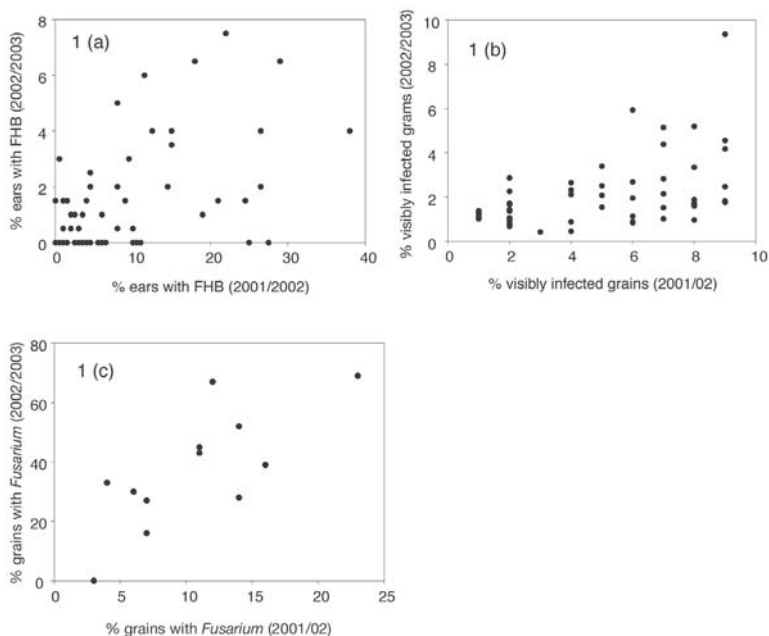 1 (a)
8
6
4
2
0
% ears with FHB (2002/2003)
0 10 20 30 40
% ears with FHB (2001/2002)
1 (b)
10
8
6
4
2
0
% visibly infected grams (2002/2003)
0 2 4 6 8 10
% visibly infected grains (2001/02)
1 (c)
80
60
40
20
0
% grains with Fusarium (2002/2003)
0 5 10 15 20 25
% grains with Fusarium (2001/02)